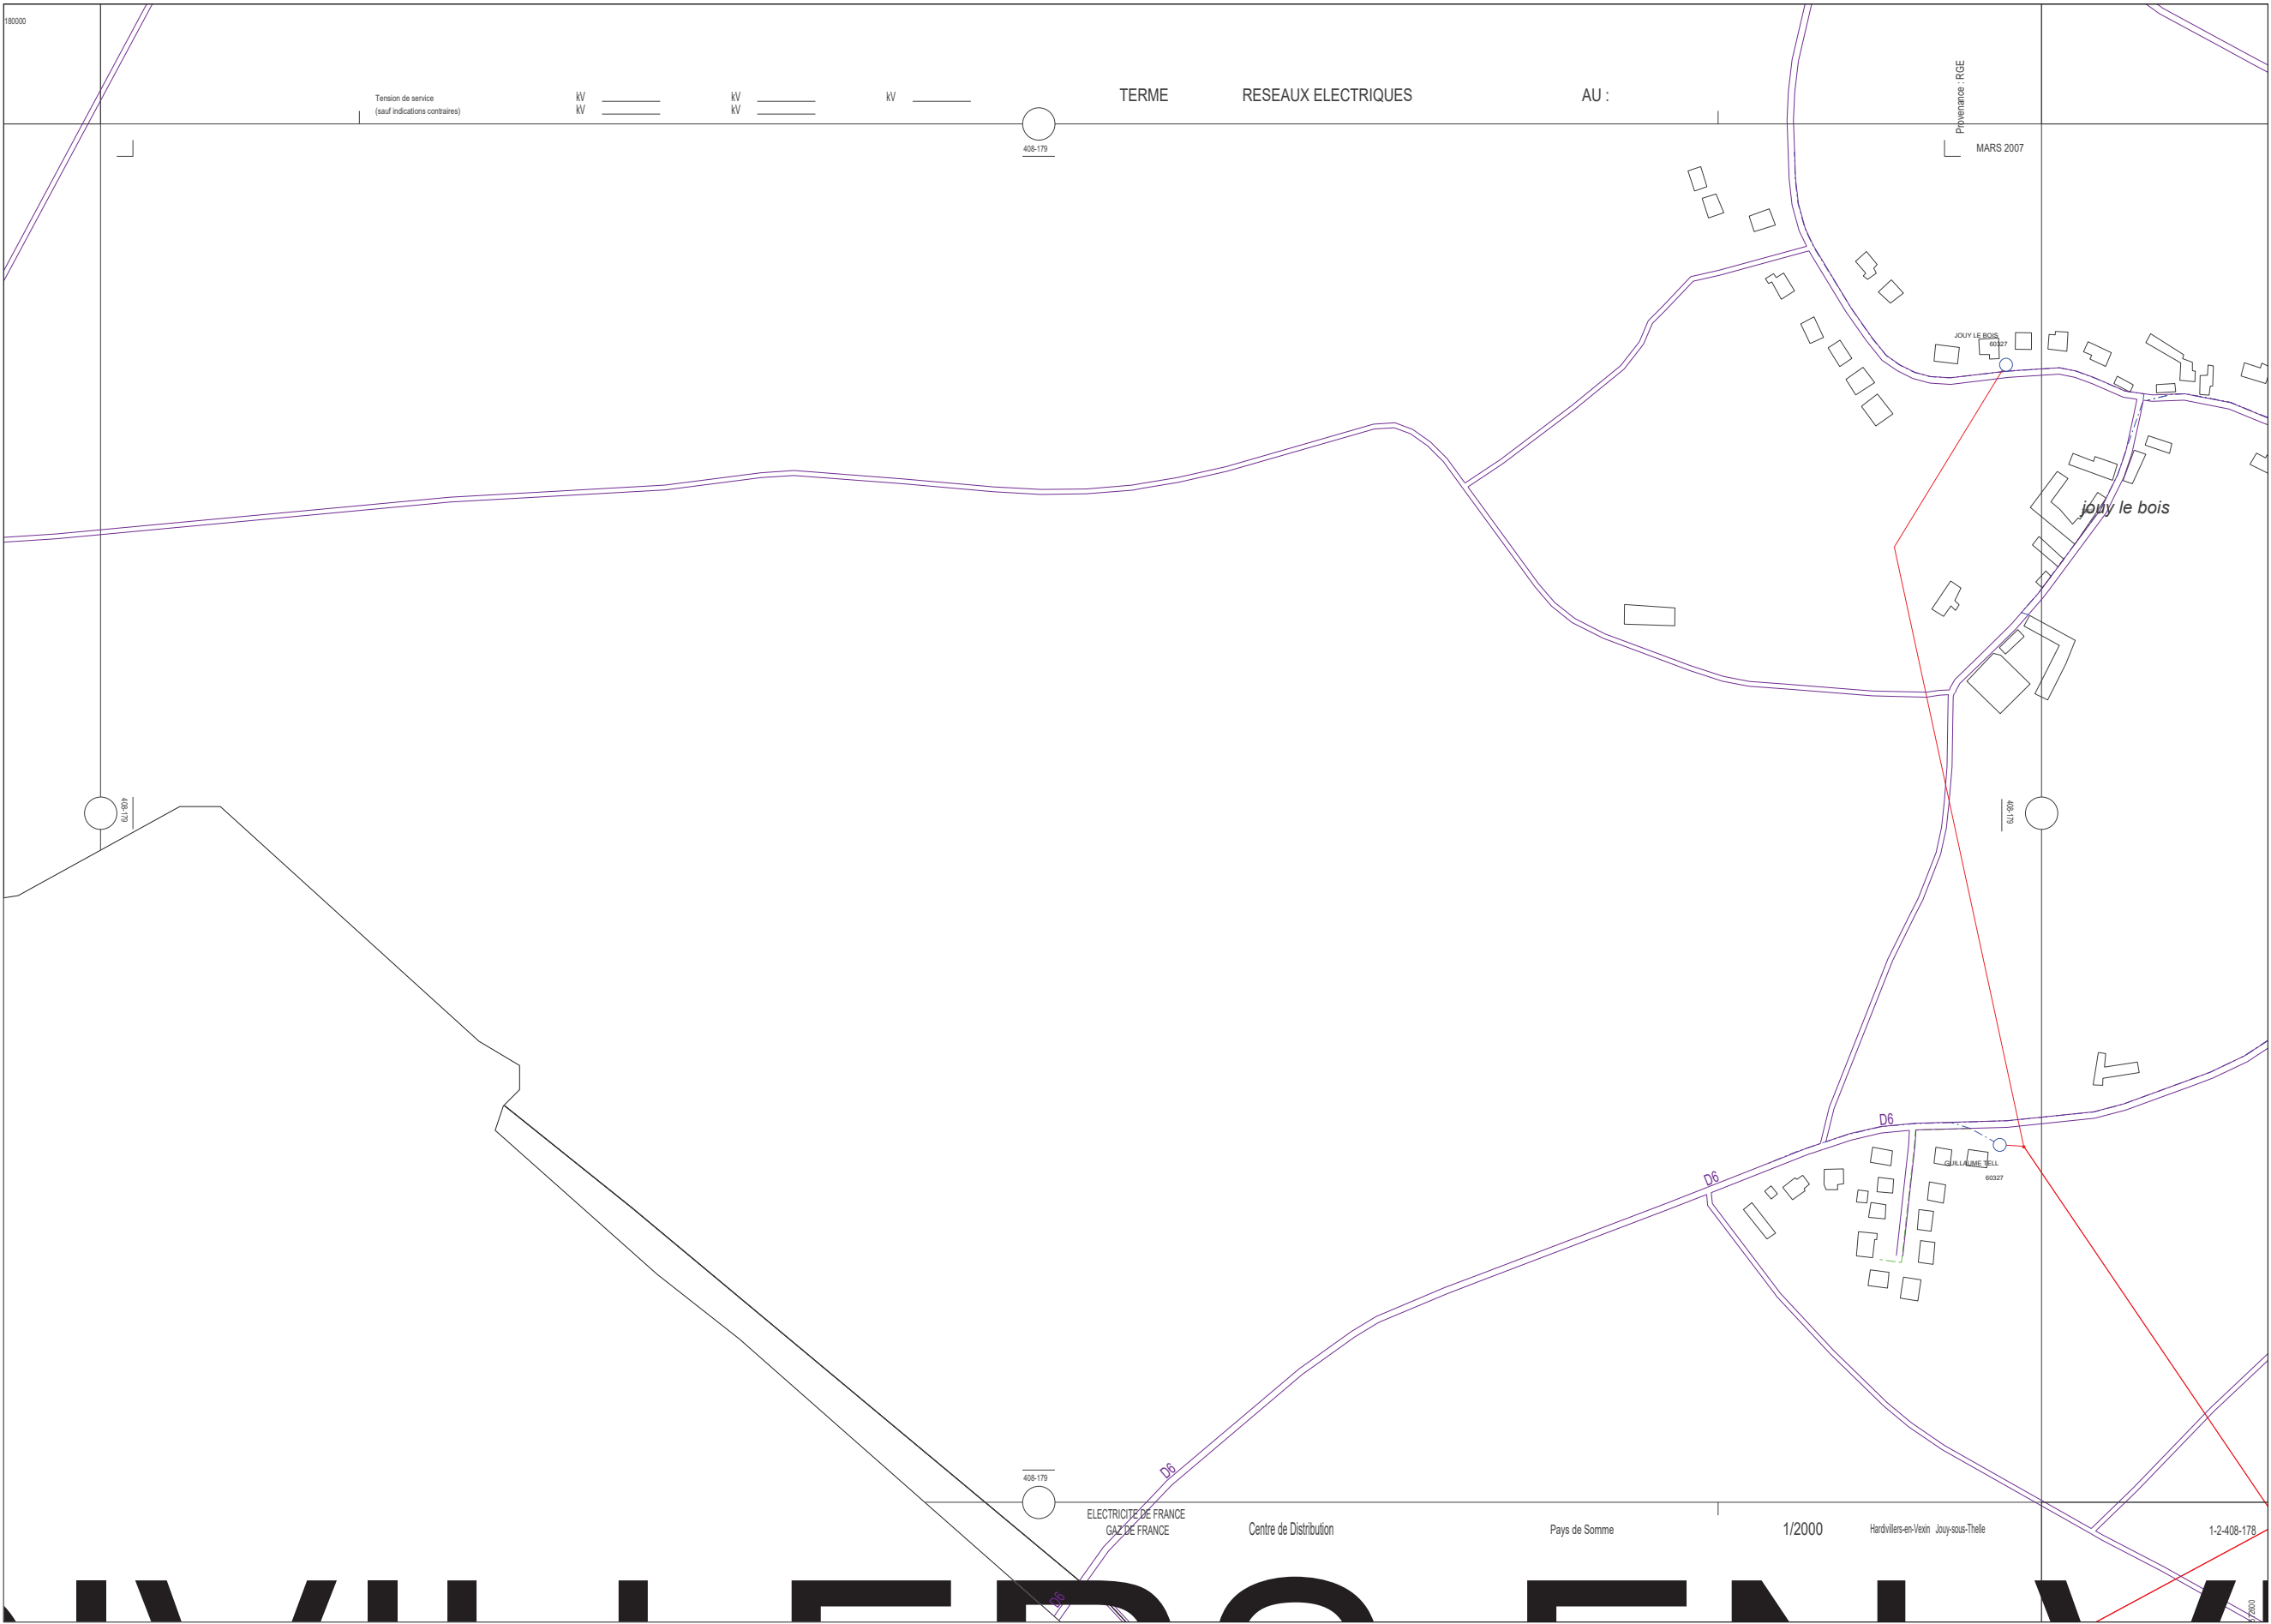 180000
Tension de service
(sauf indications contraires)
kV kV kV
kV kV
TERME RESEAUX ELECTRIQUES AU :
Provenance : RGE
MARS 2007
408-179
JOUY LE BOIS
60327
jouy le bois
408-179
408-179
D6
D6
GUILLAUME TELL
60327
D6
408-179
ELECTRICITE DE FRANCE
GAZ DE FRANCE
Centre de Distribution
Pays de Somme
1/2000
Hardivillers-en-Vexin Jouy-sous-Thelle
1-2-408-178
D6